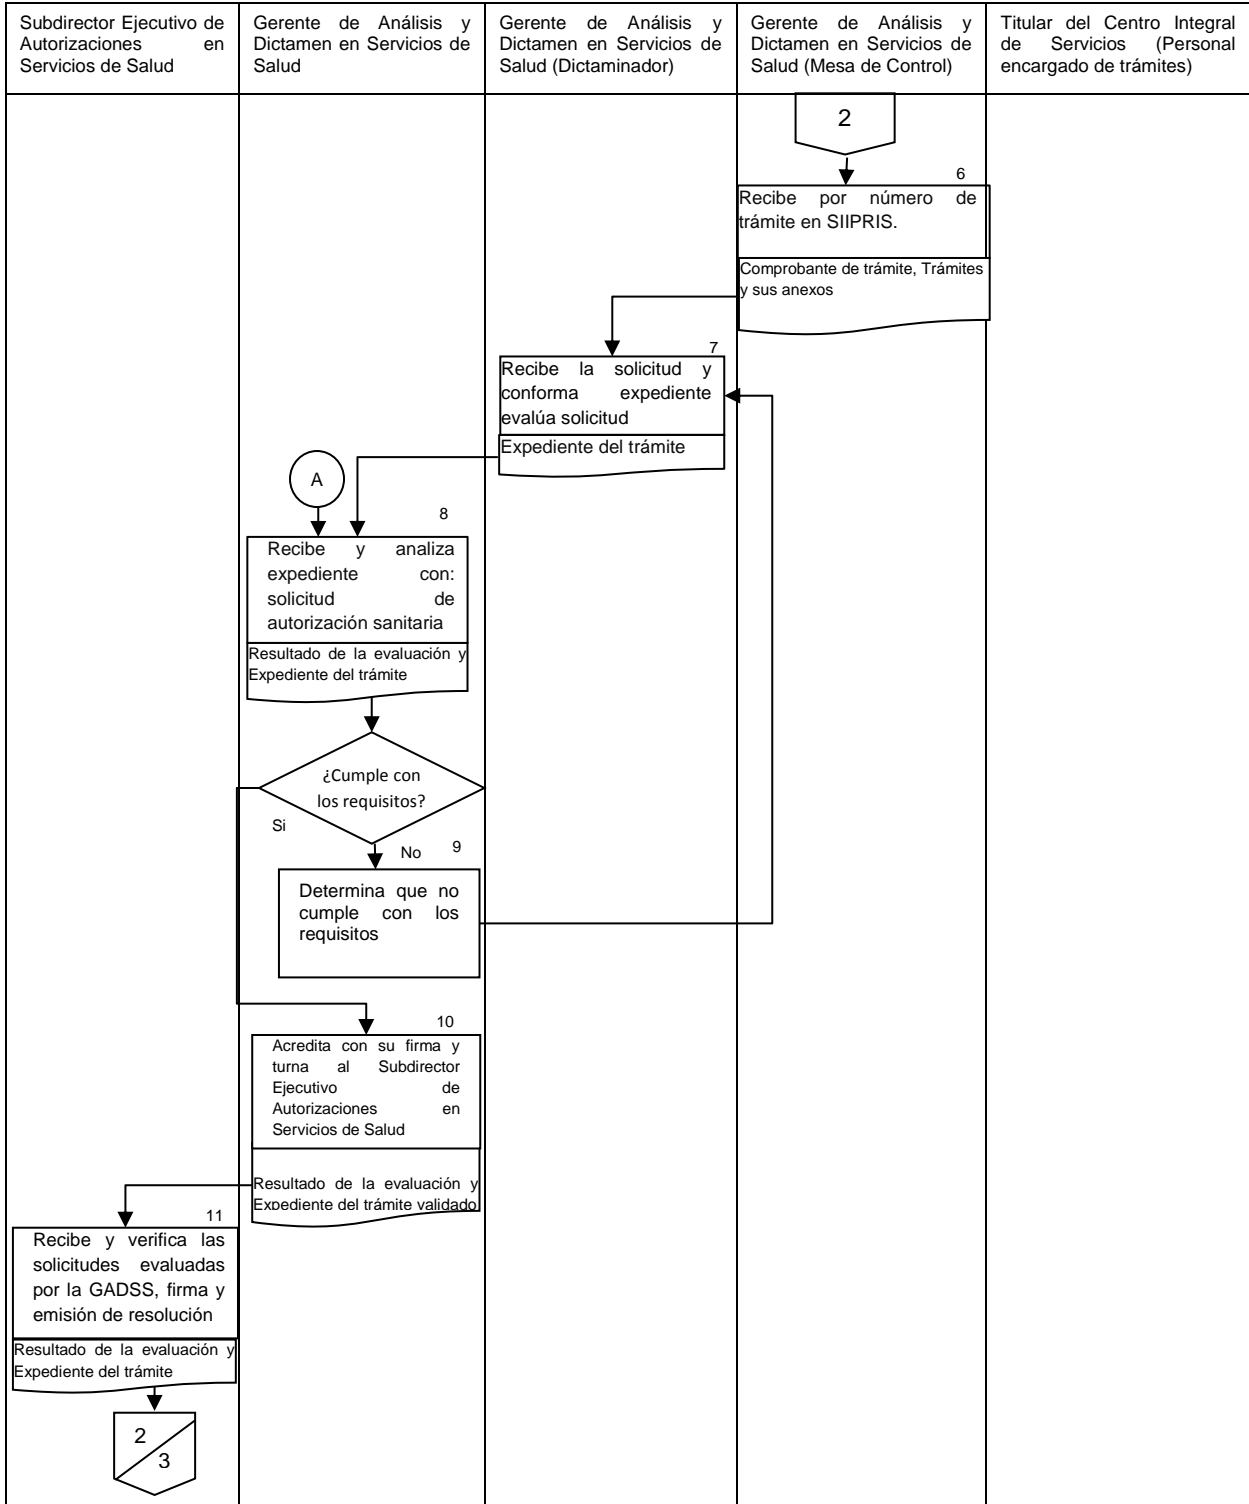 Subdirector Ejecutivo de
Autorizaciones en
Servicios de Salud
Gerente de Análisis y
Dictamen en Servicios de
Salud
Gerente de Análisis y
Dictamen en Servicios de
Salud (Dictaminador)
Gerente de Análisis y
Dictamen en Servicios de
Salud (Mesa de Control)
Titular del Centro Integral
de Servicios (Personal
encargado de trámites)
2
6
Recibe por número de
trámite en SIIPRIS.
Comprobante de trámite, Trámites
y sus anexos
7
Recibe la solicitud y
conforma expediente
evalúa solicitud
Expediente del trámite
A
8
Recibe y analiza
expediente con:
solicitud de
autorización sanitaria
Resultado de la evaluación y
Expediente del trámite
¿Cumple con
los requisitos?
Si
No
9
Determina que no
cumple con los
requisitos
10
Acredita con su firma y
turna al Subdirector
Ejecutivo de
Autorizaciones en
Servicios de Salud
Resultado de la evaluación y
Expediente del trámite validado
11
Recibe y verifica las
solicitudes evaluadas
por la GADSS, firma y
emisión de resolución
Resultado de la evaluación y
Expediente del trámite
2
3